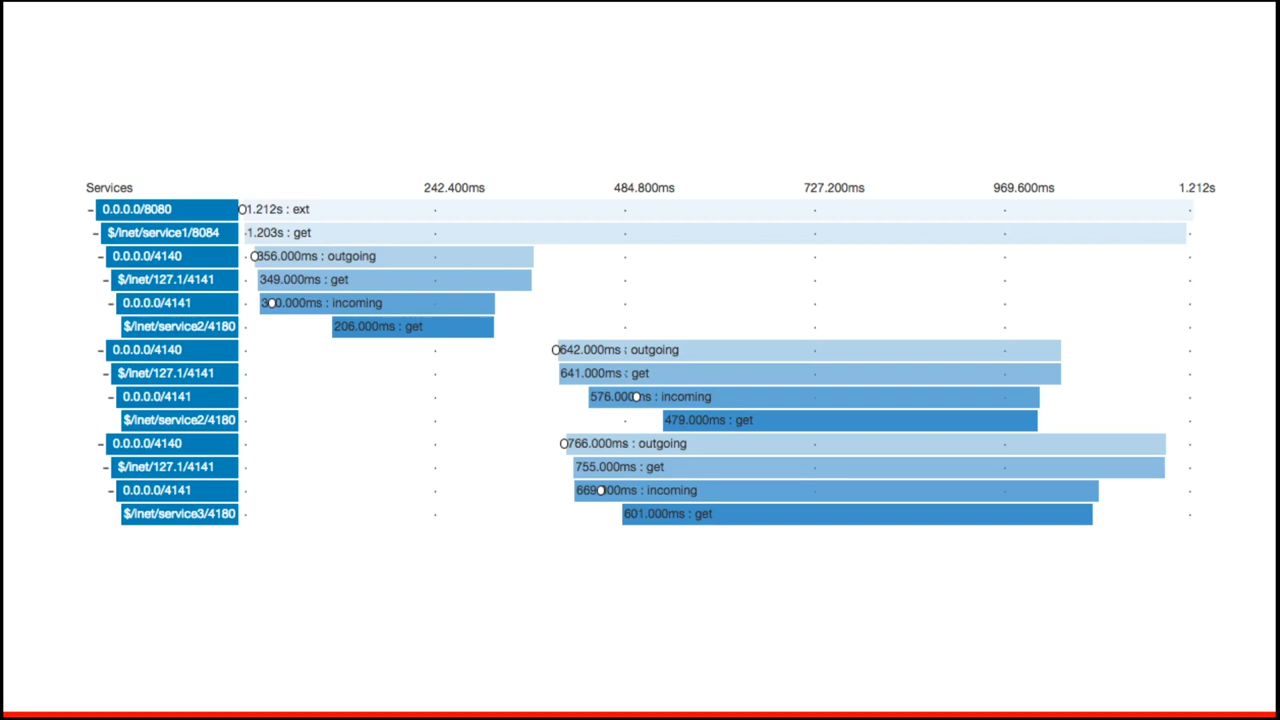 Services 242.400ms 484.800ms 727.200ms 969.600ms 1.212s
0.0.0.0/8080 1.212s : ext
$/inet/service1/8084 1.203s : get
0.0.0.0/4140 356.000ms : outgoing
$/inet/127.1/4141 349.000ms : get
0.0.0.0/4141 : incoming
$/inet/service2/4180 206.000ms : get
0.0.0.0/4140 642.000ms : outgoing
$/inet/127.1/4141 641.000ms : get
0.0.0.0/4141 576.000ms : incoming
$/inet/service2/4180 479.000ms : get
0.0.0.0/4140 766.000ms : outgoing
$/inet/127.1/4141 755.000ms : get
0.0.0.0/4141 669.000ms : incoming
$/inet/service3/4180 601.000ms : get